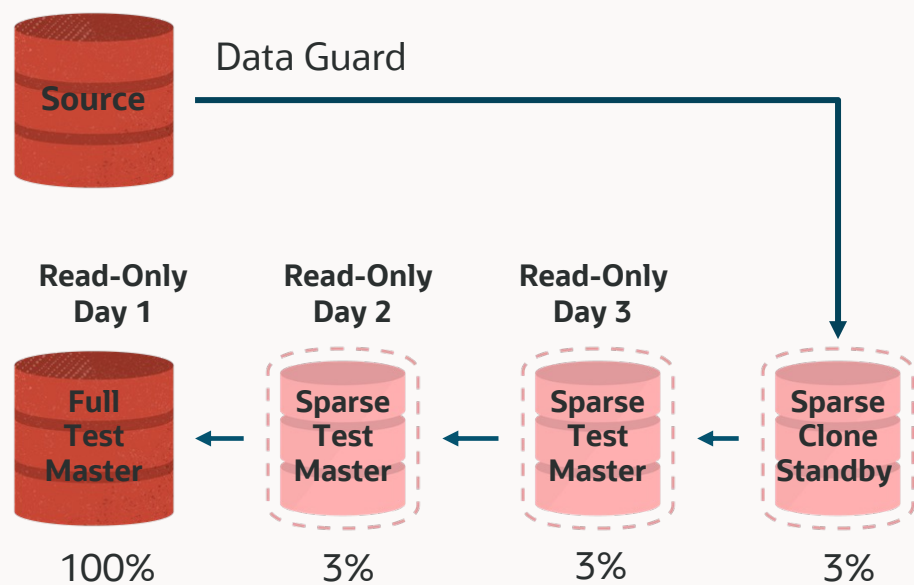 Data Guard
Source
Read-Only
Day 1
Read-Only
Day 2
Read-Only
Day 3
Full
Test
Master
Sparse
Test
Master
Sparse
Test
Master
Sparse
Clone
Standby
100%
3%
3%
3%